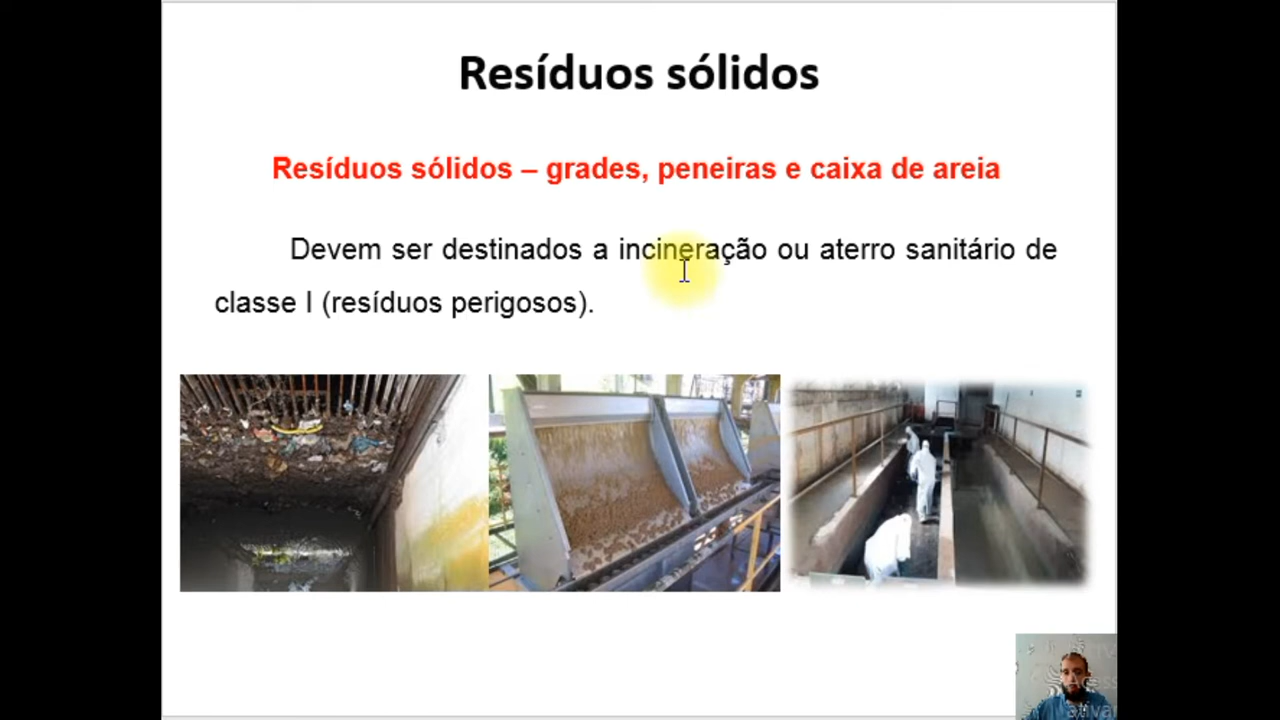 Resíduos sólidos
Resíduos sólidos – grades, peneiras e caixa de areia
Devem ser destinados a incineração ou aterro sanitário de
classe I (resíduos perigosos).